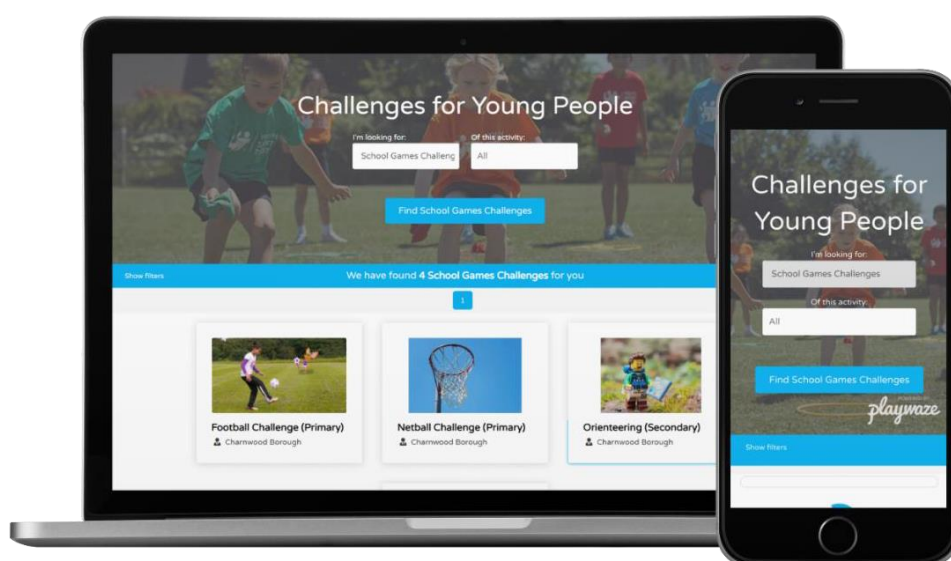 Challenges for Young People
I'm looking for:
Of this activity:
School Games Challeng
All
Find School Games Challenges
Show filters
We have found 4 School Games Challenges for you
1
Football Challenge (Primary)
Charnwood Borough
Netball Challenge (Primary)
Charnwood Borough
Orienteering (Secondary)
Charnwood Borough
Challenges for
Young People
I'm looking for:
School Games Challenges
Of this activity:
All
Find School Games Challenges
POWERED BY
playwaze
Show filters